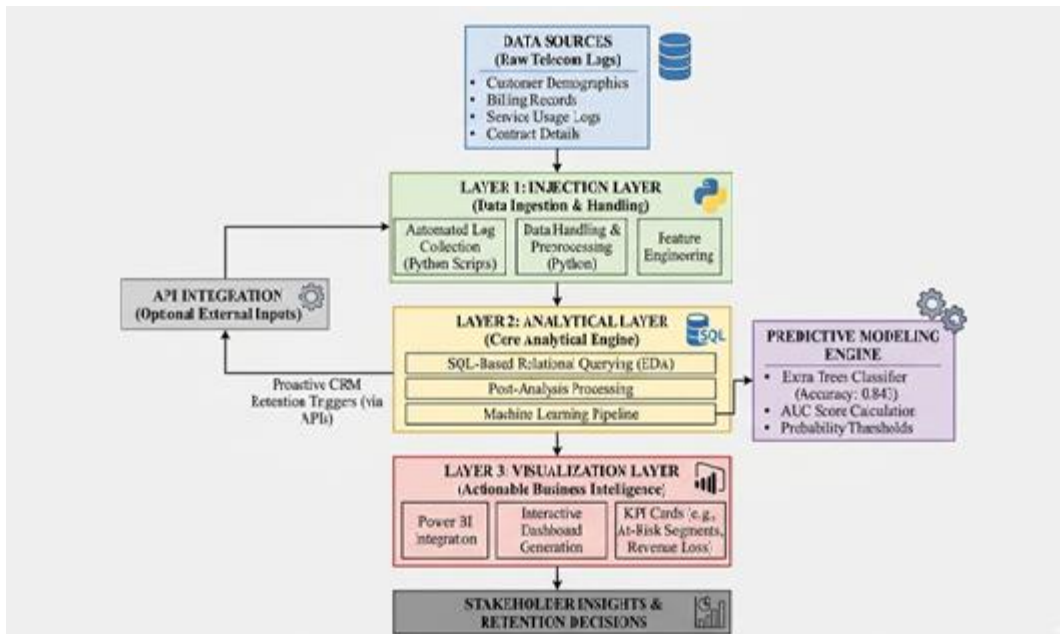 DATA SOURCES
(Raw Telecom Logs)
• Customer Demographics
• Billing Records
• Service Usage Logs
• Contract Details
LAYER 1: INJECTION LAYER
(Data Ingestion & Handling)
Automated Log
Collection
(Python Scripts)
Data Handling &
Preprocessing
(Python)
Feature
Engineering
API INTEGRATION
(Optional External Inputs)
LAYER 2: ANALYTICAL LAYER
(Core Analytical Engine)
SQL
SQL-Based Relational Querying (EDA)
Post-Analysis Processing
Machine Learning Pipeline
Proactive CRM
Retention Triggers (via
APIs)
PREDICTIVE MODELING
ENGINE
• Extra Trees Classifier
(Accuracy: 0.843)
• AUC Score Calculation
• Probability Thresholds
LAYER 3: VISUALIZATION LAYER
(Actionable Business Intelligence)
Power BI
Integration
Interactive
Dashboard
Generation
KPI Cards (e.g.,
At-Risk Segments,
Revenue Loss)
STAKEHOLDER INSIGHTS &
RETENTION DECISIONS